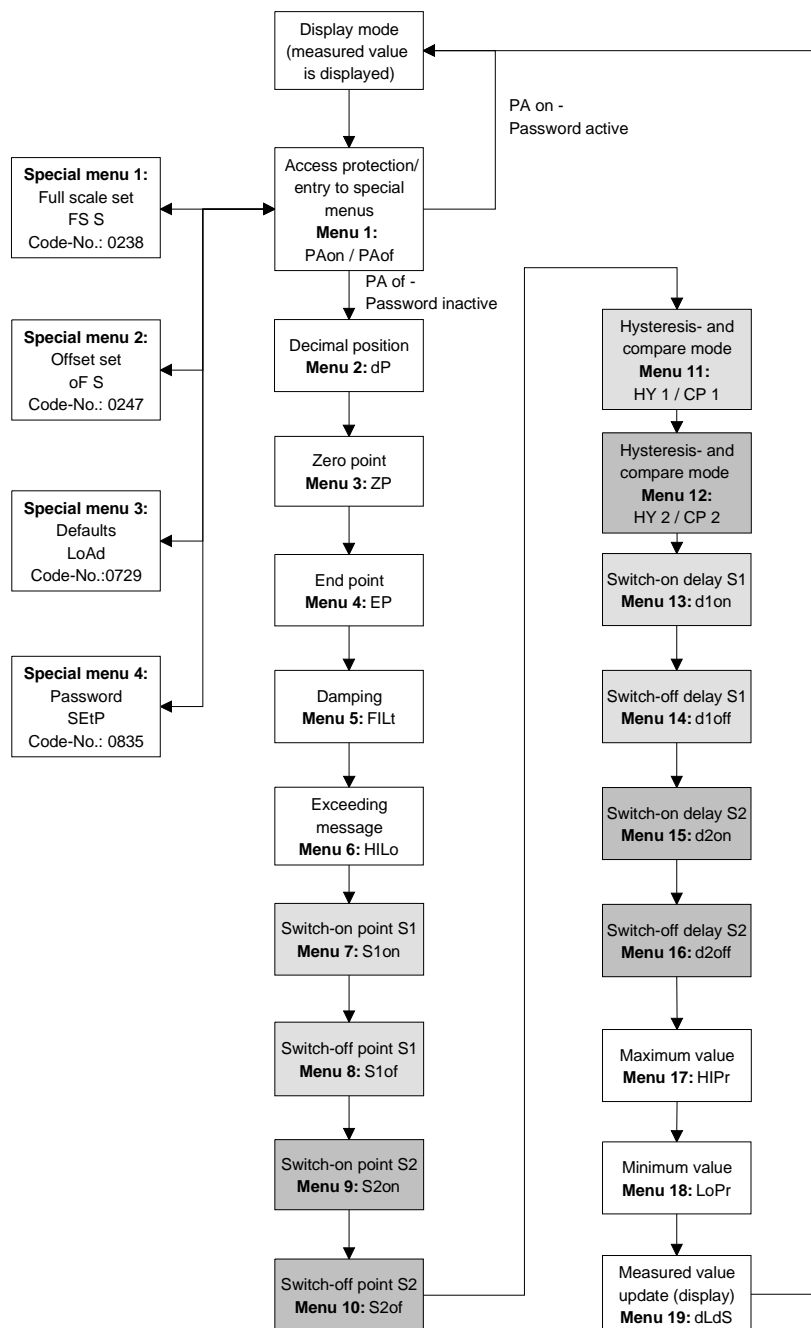 Display mode
(measured value
is displayed)
PA on -
Password active
Access protection/
entry to special
menus
Menu 1:
PAon / PAof
Special menu 1:
Full scale set
FS S
Code-No.: 0238
PA of -
Password inactive
Special menu 2:
Offset set
oF S
Code-No.: 0247
Special menu 3:
Defaults
LoAd
Code-No.:0729
Special menu 4:
Password
SEtP
Code-No.: 0835
Decimal position
Menu 2: dP
Zero point
Menu 3: ZP
End point
Menu 4: EP
Damping
Menu 5: FILt
Exceeding
message
Menu 6: HILo
Switch-on point S1
Menu 7: S1on
Switch-off point S1
Menu 8: S1of
Switch-on point S2
Menu 9: S2on
Switch-off point S2
Menu 10: S2of
Hysteresis- and
compare mode
Menu 11:
HY 1 / CP 1
Hysteresis- and
compare mode
Menu 12:
HY 2 / CP 2
Switch-on delay S1
Menu 13: d1on
Switch-off delay S1
Menu 14: d1off
Switch-on delay S2
Menu 15: d2on
Switch-off delay S2
Menu 16: d2off
Maximum value
Menu 17: HIPr
Minimum value
Menu 18: LoPr
Measured value
update (display)
Menu 19: dLdS